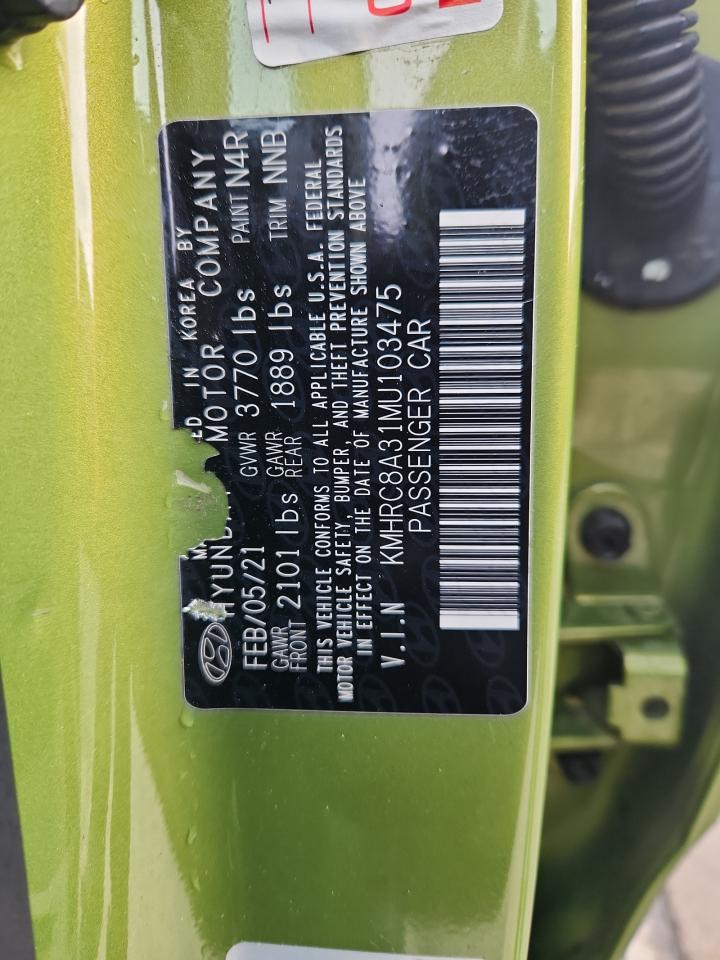 ED IN KOREA BY
HYUNDA MOTOR COMPANY
FEB/05/21 GVWR 3770 lbs PAINT N4R
GAWR FRONT 2101 lbs GAWR REAR 1889 lbs TRIM NNB
THIS VEHICLE CONFORMS TO ALL APPLICABLE U.S.A. FEDERAL
MOTOR VEHICLE SAFETY, BUMPER, AND THEFT PREVENTION STANDARDS
IN EFFECT ON THE DATE OF MANUFACTURE SHOWN ABOVE
V.I.N KMHRC8A31MU103475
PASSENGER CAR